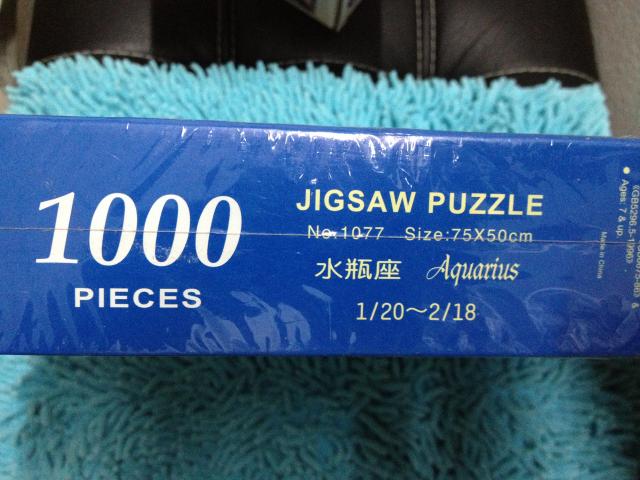 1000
PIECES
JIGSAW PUZZLE
No.1077 Size:75X50cm
水瓶座 Aquarius
1/20～2/18
Ages: 7 & up.
Made in China